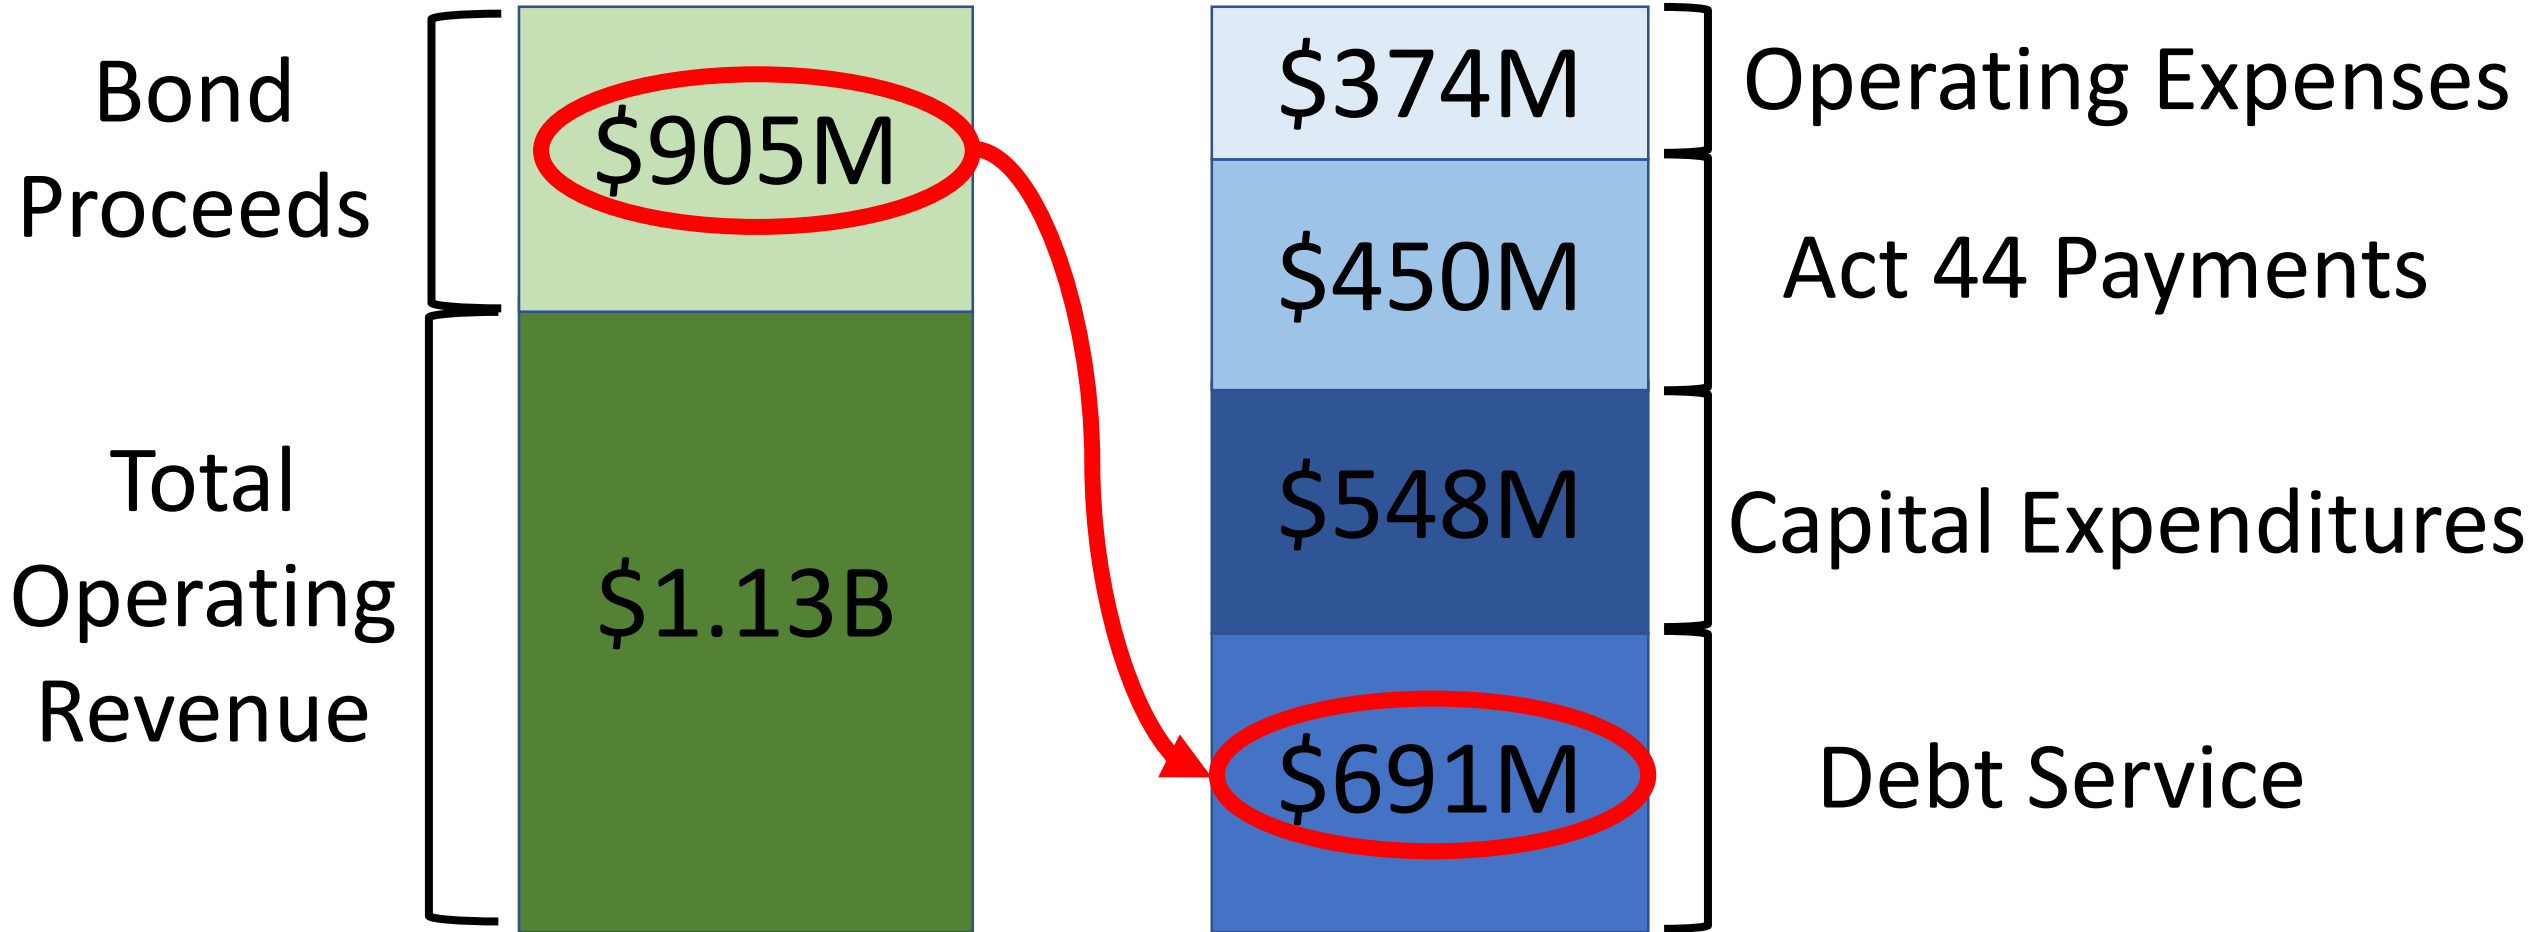 Bond
Proceeds
$905M
Total
Operating
Revenue
$1.13B
$374M
Operating Expenses
$450M
Act 44 Payments
$548M
Capital Expenditures
$691M
Debt Service